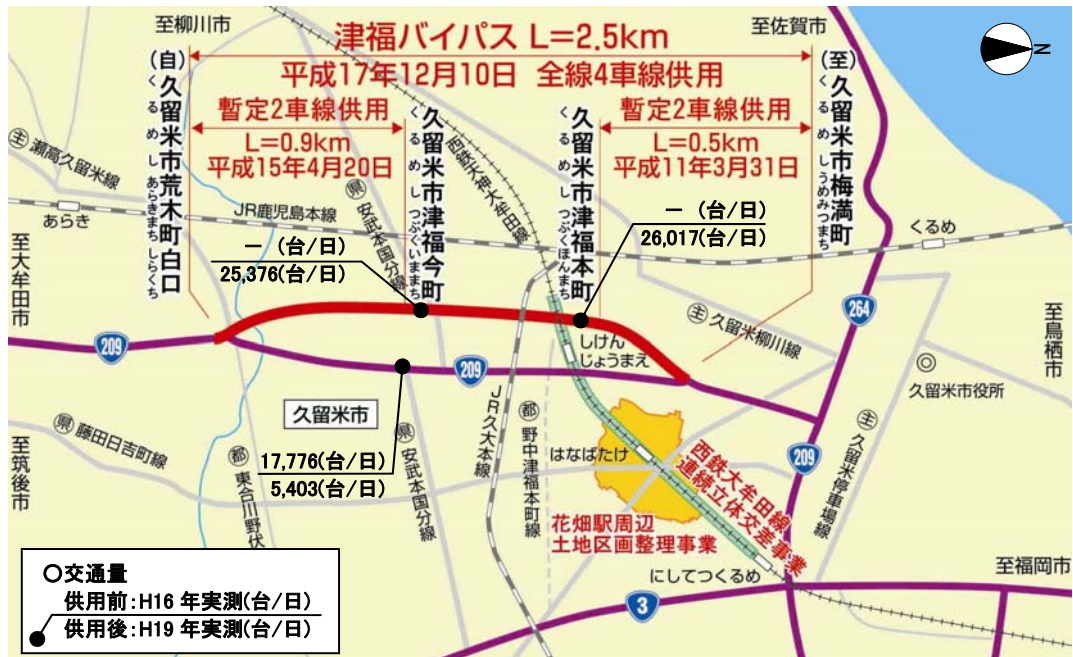 至柳川市
至佐賀市
津福バイパス L=2.5km
平成17年12月10日 全線4車線供用
N
(自)久留米市荒木町白口
くるめしあらきまちしらくち
暫定2車線供用
L=0.9km
平成15年4月20日
久留米市津福今町
くるめしつぶくいままち
西鉄天神大牟田線
久留米市津福本町
くるめしつぶくほんまち
暫定2車線供用
L=0.5km
平成11年3月31日
(至)久留米市梅満町
くるめしうめみつまち
主 瀬高久留米線
あらき
JR鹿児島本線
県 安武本国分線
くるめ
至大牟田市
ー (台/日)
25,376(台/日)
ー (台/日)
26,017(台/日)
至鳥栖市
264
主 久留米柳川線
209
209
しけん
じょうまえ
久留米市役所
久留米市
JR久大本線
県 藤田日吉町線
都 東合川野伏
17,776(台/日)
5,403(台/日)
県 安武本国分線
都 野中津福本町線
はなばたけ
209
主 久留米停車場線
至筑後市
西鉄大牟田線
連続立体交差事業
花畑駅周辺
土地区画整理事業
にしてつくるめ
至福岡市
3
○交通量
供用前:H16年実測(台/日)
供用後:H19年実測(台/日)